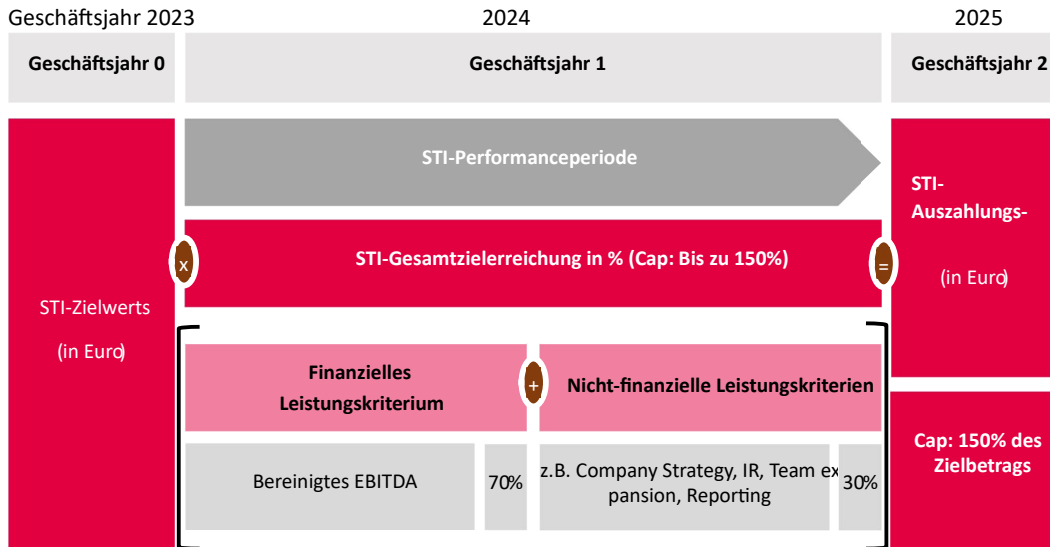 Geschäftsjahr 2023
2024
2025
Geschäftsjahr 0
Geschäftsjahr 1
Geschäftsjahr 2
STI-Performanceperiode
STI-
Auszahlungs-
(in Euro)
x
STI-Gesamtzielerreichung in % (Cap: Bis zu 150%)
=
STI-Zielwerts
(in Euro)
Finanzielles
Leistungskriterium
+
Nicht-finanzielle Leistungskriterien
Bereinigtes EBITDA
70%
z.B. Company Strategy, IR, Team ex
pansion, Reporting
30%
Cap: 150% des
Zielbetrags